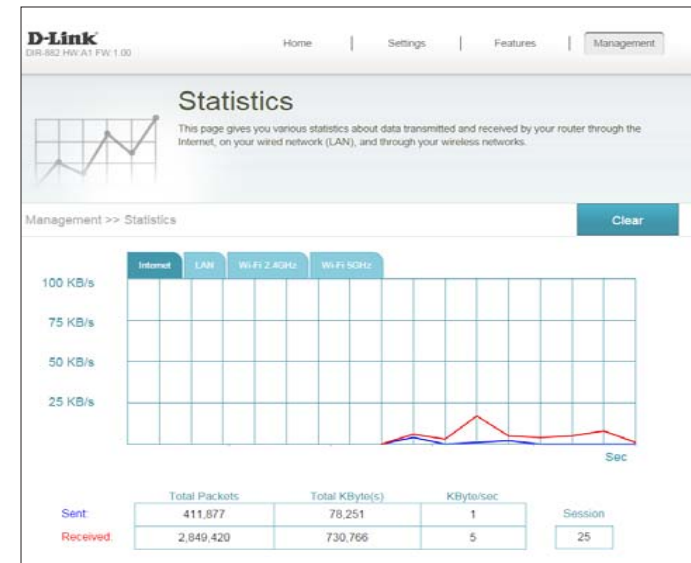 D-Link
DIR-882 HW:A1 FW:1.00
Home | Settings | Features | Management
Statistics
This page gives you various statistics about data transmitted and received by your router through the
Internet, on your wired network (LAN), and through your wireless networks.
Management >> Statistics
Clear
Internet LAN Wi-Fi 2.4GHz Wi-Fi 5GHz
100 KB/s
75 KB/s
50 KB/s
25 KB/s
Sec
Total Packets Total KByte(s) KByte/sec
Sent: 411,877 78,251 1 Session
Received: 2,849,420 730,766 5 25